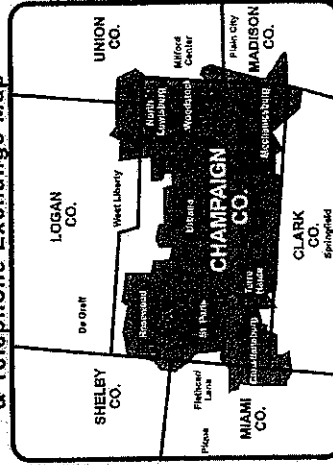 & Telephone Exchange Map
UNION
CO.
LOGAN
CO.
SHELBY
CO.
De Graff
West Liberty
Milford
Center
Plain City
MADISON
CO.
North
Lewisburg
Woodstock
Rosewood
Urbana
St Paris
CHAMPAIGN
CO.
Mechanicsburg
Terre
Haute
Christiansburg
Piqua
Fletcher/
Lena
MIAMI
CO.
CLARK
CO.
Springfield